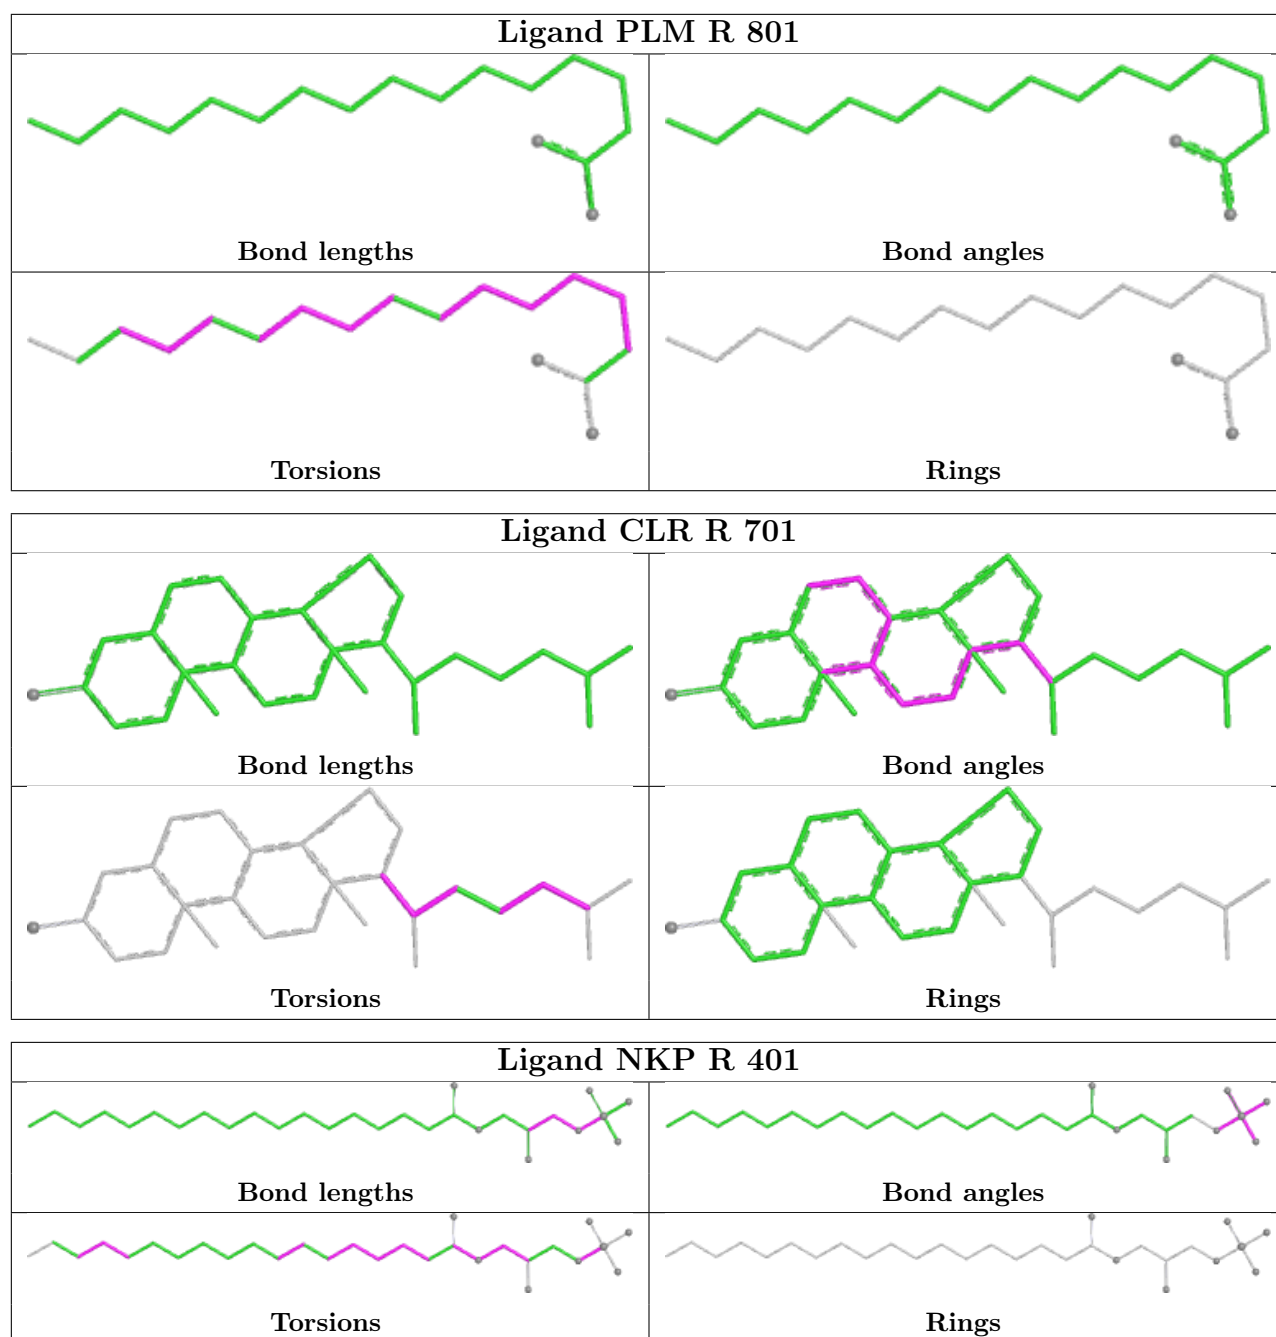 Ligand PLM R 801
Bond lengths
Bond angles
Torsions
Rings
Ligand CLR R 701
Bond lengths
Bond angles
Torsions
Rings
Ligand NKP R 401
Bond lengths
Bond angles
Torsions
Rings